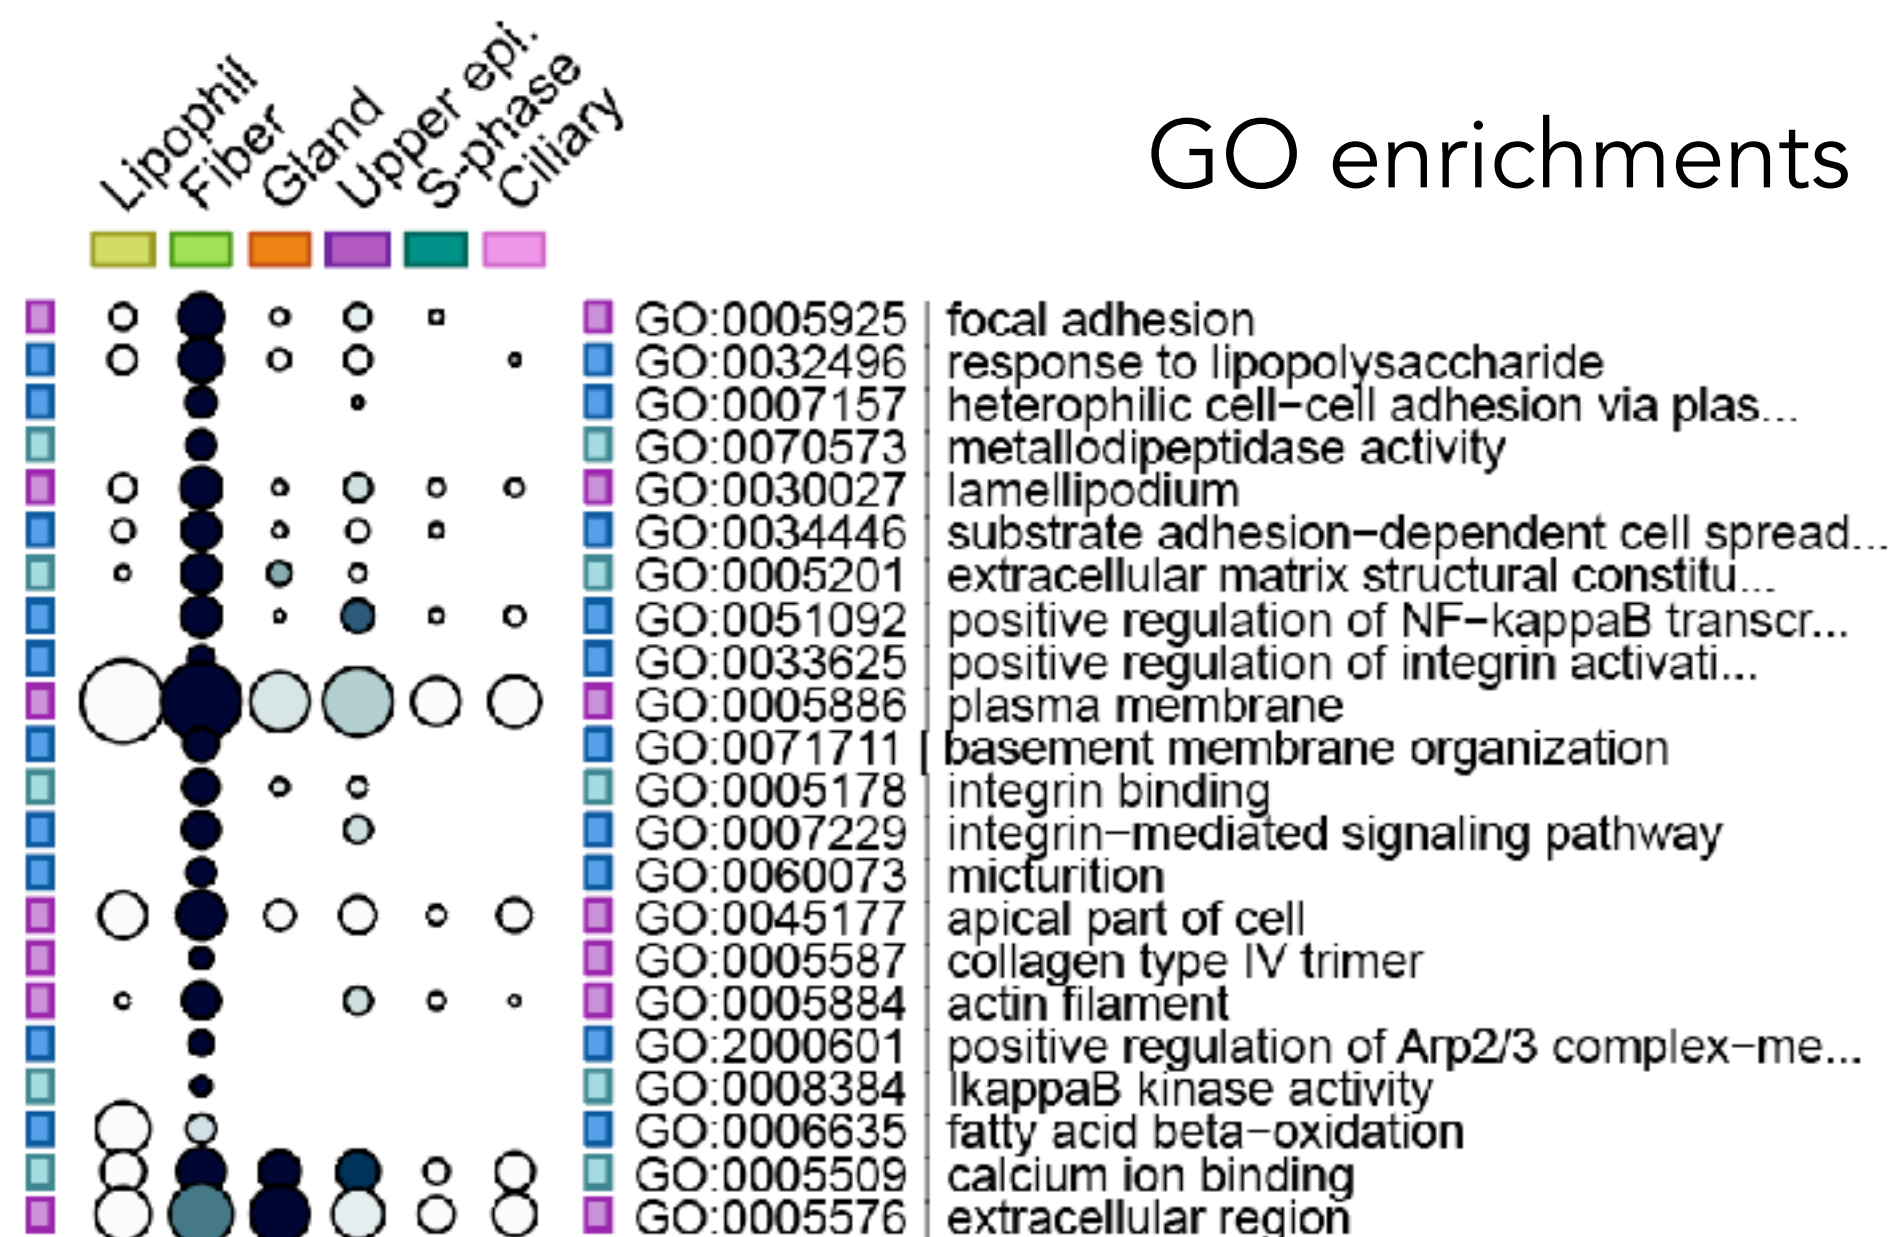 Lipophil
Fiber
Gland
Upper epi.
S-phase
Ciliary
GO enrichments
GO:0005925 | focal adhesion
GO:0032496 | response to lipopolysaccharide
GO:0007157 | heterophilic cell−cell adhesion via plas...
GO:0070573 | metallodipeptidase activity
GO:0030027 | lamellipodium
GO:0034446 | substrate adhesion−dependent cell spread...
GO:0005201 | extracellular matrix structural constitu...
GO:0051092 | positive regulation of NF−kappaB transcr...
GO:0033625 | positive regulation of integrin activati...
GO:0005886 | plasma membrane
GO:0071711 | basement membrane organization
GO:0005178 | integrin binding
GO:0007229 | integrin−mediated signaling pathway
GO:0060073 | micturition
GO:0045177 | apical part of cell
GO:0005587 | collagen type IV trimer
GO:0005884 | actin filament
GO:2000601 | positive regulation of Arp2/3 complex−me...
GO:0008384 | IkappaB kinase activity
GO:0006635 | fatty acid beta−oxidation
GO:0005509 | calcium ion binding
GO:0005576 | extracellular region